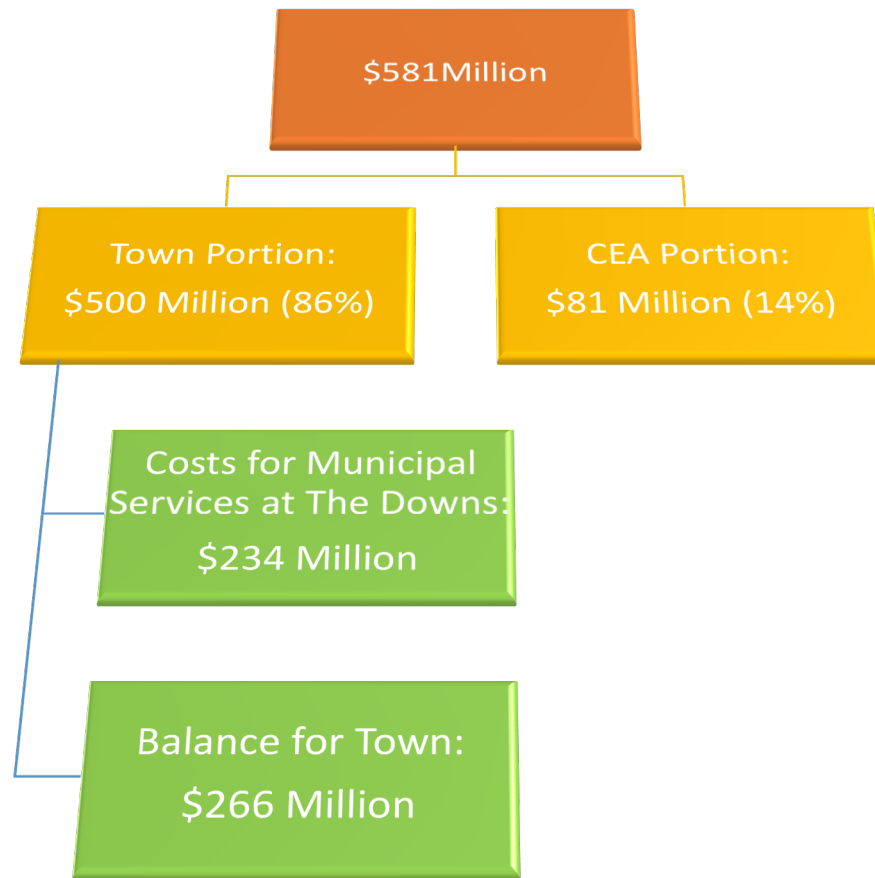 $581Million
Town Portion:
$500 Million (86%)
CEA Portion:
$81 Million (14%)
Costs for Municipal
Services at The Downs:
$234 Million
Balance for Town:
$266 Million